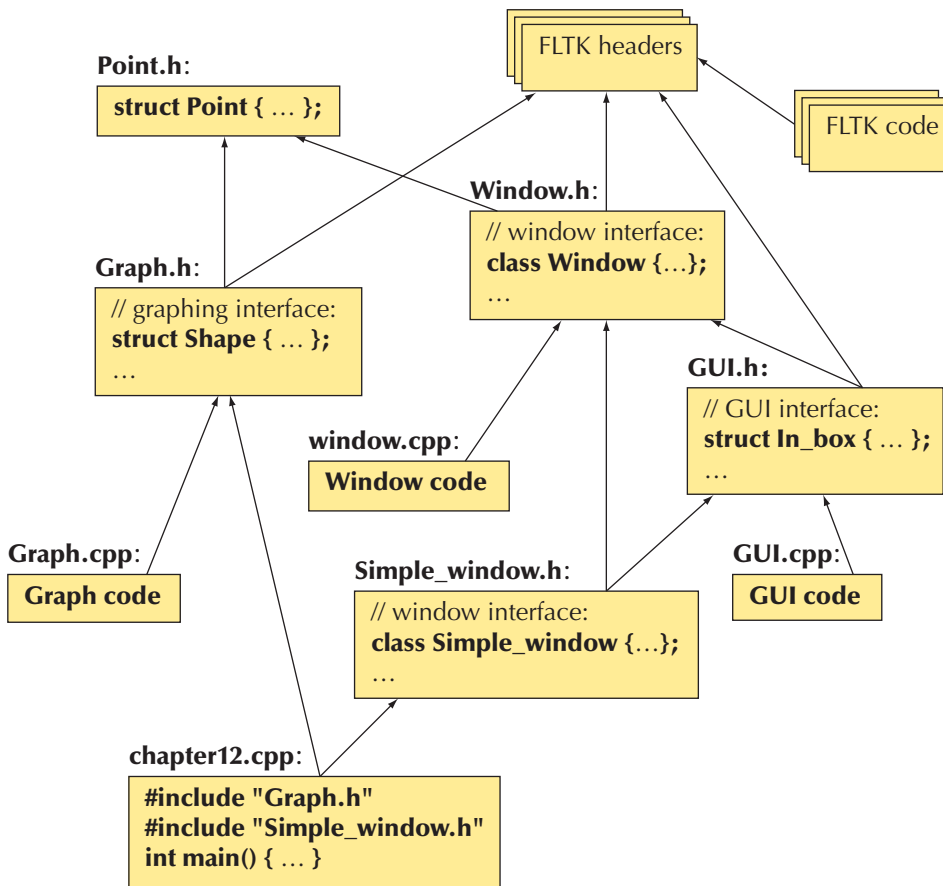 FLTK headers
Point.h:
struct Point { … };
FLTK code
Window.h:
// window interface:
class Window {…};
…
Graph.h:
// graphing interface:
struct Shape { … };
…
GUI.h:
// GUI interface:
struct In_box { … };
…
window.cpp:
Window code
Graph.cpp:
Graph code
Simple_window.h:
// window interface:
class Simple_window {…};
…
GUI.cpp:
GUI code
chapter12.cpp:
#include "Graph.h"
#include "Simple_window.h"
int main() { … }